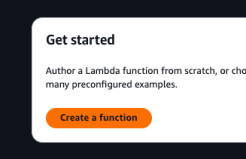 Get started
Author a Lambda function from scratch, or cho
many preconfigured examples.
Create a function